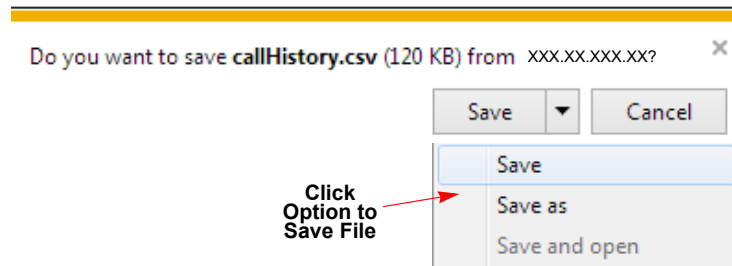 Do you want to save callHistory.csv (120 KB) from XXX.XX.XXX.XX?
Save
Cancel
Save
Save as
Save and open
Click
Option to
Save File